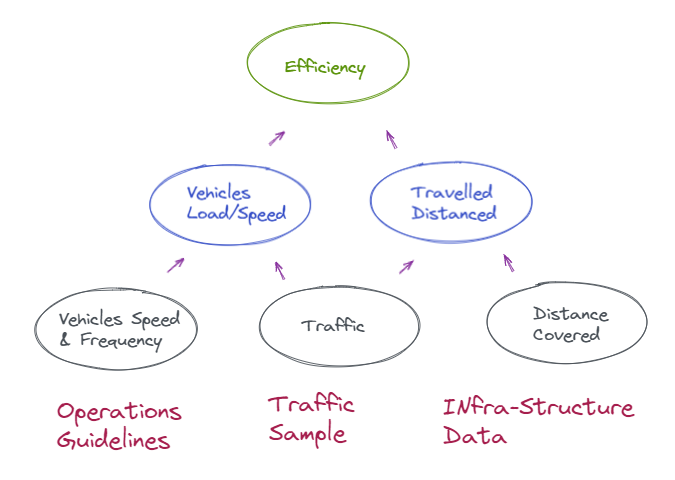 Efficiency
Vehicles
Load/Speed
Travelled
Distanced
Vehicles Speed
& Frequency
Traffic
Distance
Covered
Operations
Guidelines
Traffic
Sample
INfra-Structure
Data